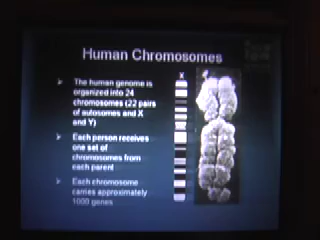 Human Chromosomes
The human genome is
organized into 24
chromosomes (22 pairs
of autosomes and X
and Y)
X
Each person receives
one set of
chromosomes from
each parent
Each chromosome
carries approximately
1000 genes